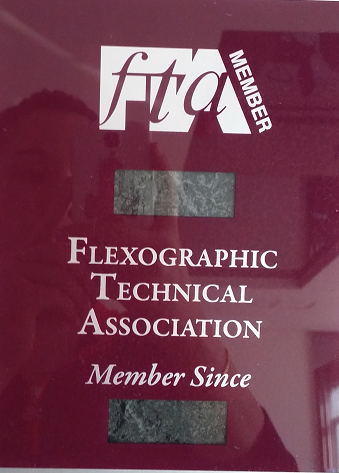 fta
MEMBER
FLEXOGRAPHIC
TECHNICAL
ASSOCIATION
Member Since